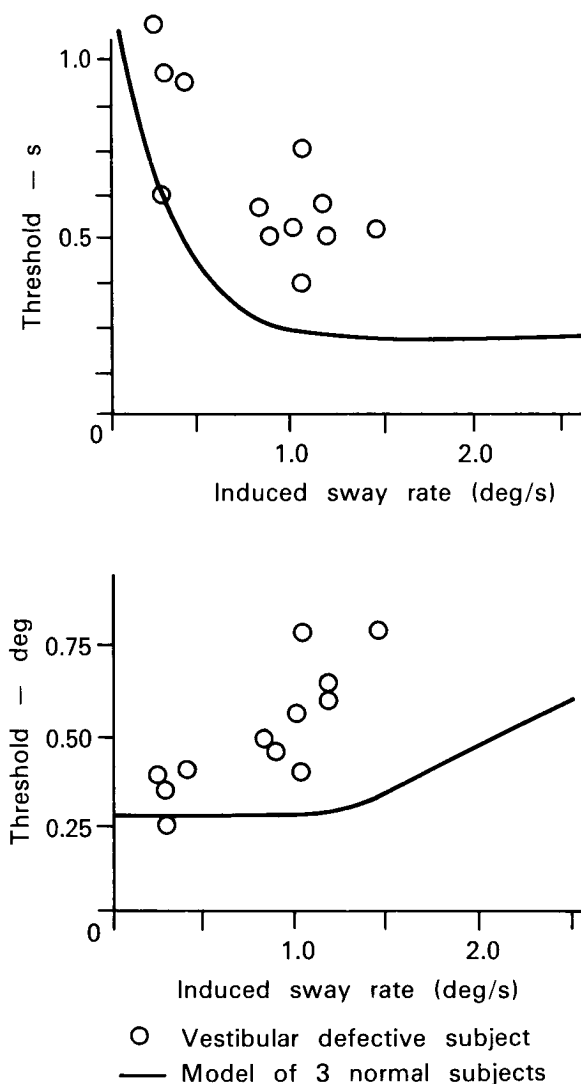 1.0
0.5
0
Threshold — s
1.0
2.0
Induced sway rate (deg/s)
0.75
0.50
0.25
0
Threshold — deg
1.0
2.0
Induced sway rate (deg/s)
Vestibular defective subject
Model of 3 normal subjects